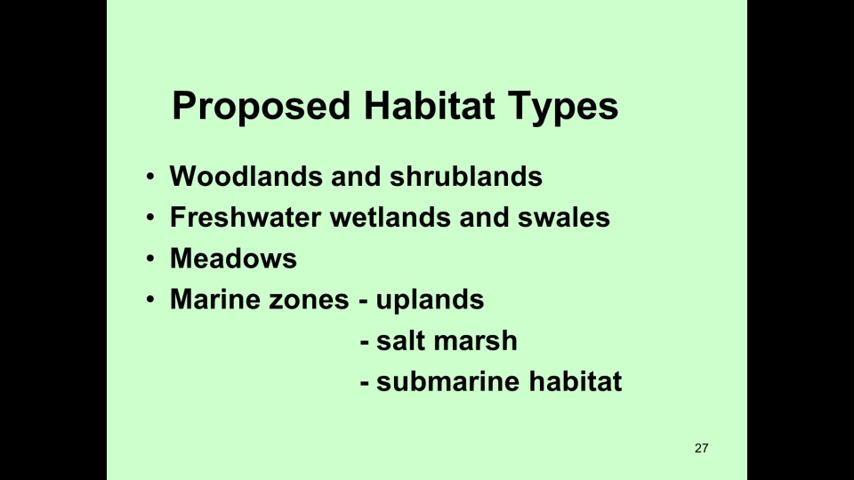 Proposed Habitat Types
• Woodlands and shrublands
• Freshwater wetlands and swales
• Meadows
• Marine zones - uplands
- salt marsh
- submarine habitat
27